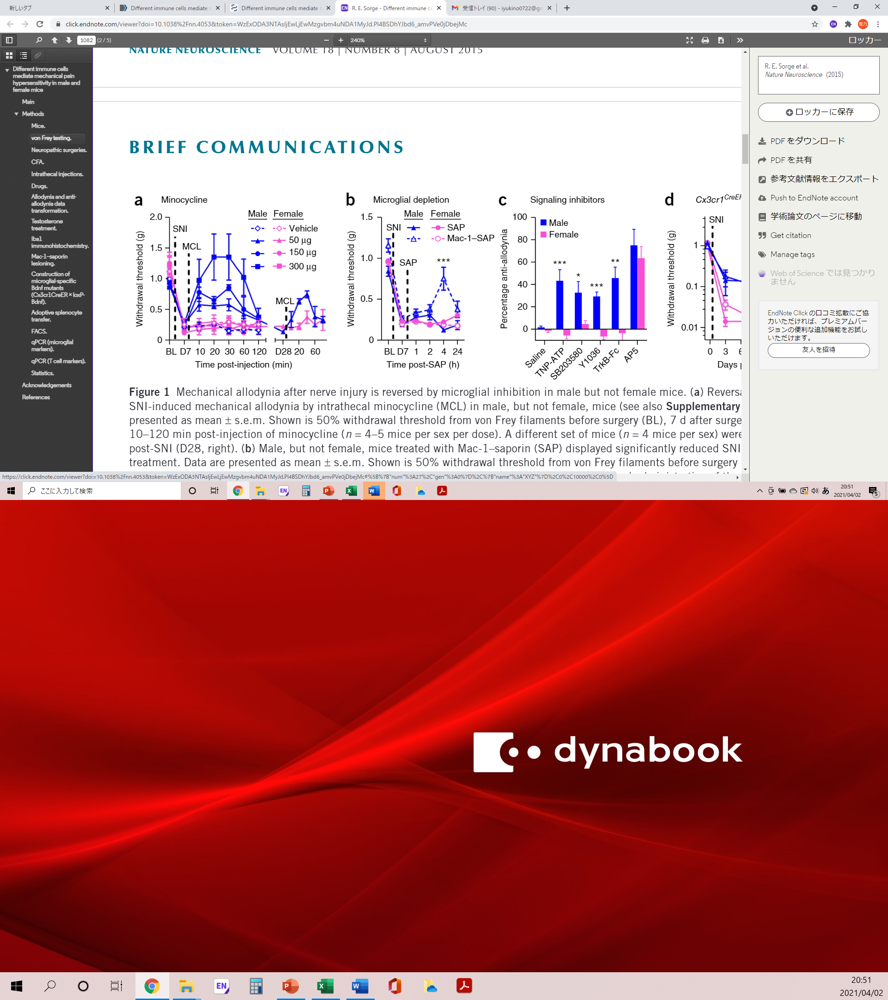 新しいタブ
Different immune cells mediate
Different immune cells mediate
R. E. Sorge - Different immune ce
受信トレイ (90) - iyukino0722@gm
click.endnote.com/viewer?doi=10.1038%2Fnn.4053&token=WzExODA3NTAsIjEwLjEwMzgvbm4uNDA1MyJd.Pl4BSDhYJbd6_amvPVe0jDbejMc
1082 (2 / 5)
240%
ロッカー
Different immune cells
mediate mechanical pain
hypersensitivity in male and
female mice
Main
Methods
Mice.
von Frey testing.
Neuropathic surgeries.
CFA.
Intrathecal injections.
Drugs.
Allodynia and anti-
allodynia data
transformation.
Testosterone
treatment.
Iba1
immunohistochemistry.
Mac-1–saporin
lesioning.
Construction of
microglial-specific
Bdnf mutants
(Cx3cr1CreER × loxP-
Bdnf).
Adoptive splenocyte
transfer.
FACS.
qPCR (microglial
markers).
qPCR (T cell markers).
Statistics.
Acknowledgements
References
NATURE NEUROSCIENCE VOLUME 18 | NUMBER 8 | AUGUST 2015
BRIEF COMMUNICATIONS
a Minocycline
Withdrawal threshold (g)
2.0
1.5
1.0
0.5
0
SNI
MCL
MCL
Male Female
Vehicle
50 µg
150 µg
300 µg
BL D7 10 20 30 60 120 D28 20 60
Time post-injection (min)
b Microglial depletion
Withdrawal threshold (g)
1.5
1.0
0.5
0
SNI
SAP
Male Female
SAP
Mac-1–SAP
***
BL D7 1 2 4 24
Time post-SAP (h)
c Signaling inhibitors
Percentage anti-allodynia
100
80
60
40
20
0
Male
Female
***
*
***
**
Saline
TNP-ATP
SB203580
Y1036
TrkB-Fc
AP5
d Cx3cr1CreER
Withdrawal threshold (g)
SNI
1
0.1
0.01
0 3 6
Days p
Figure 1 Mechanical allodynia after nerve injury is reversed by microglial inhibition in male but not female mice. (a) Reversa
SNI-induced mechanical allodynia by intrathecal minocycline (MCL) in male, but not female, mice (see also Supplementary
presented as mean ± s.e.m. Shown is 50% withdrawal threshold from von Frey filaments before surgery (BL), 7 d after surge
10–120 min post-injection of minocycline (n = 4–5 mice per sex per dose). A different set of mice (n = 4 mice per sex) were
post-SNI (D28, right). (b) Male, but not female, mice treated with Mac-1–saporin (SAP) displayed significantly reduced SNI
treatment. Data are presented as mean ± s.e.m. Shown is 50% withdrawal threshold from von Frey filaments before surgery
R. E. Sorge et al.
Nature Neuroscience (2015)
ロッカーに保存
PDF をダウンロード
PDF を共有
参考文献情報をエクスポート
Push to EndNote account
学術論文のページに移動
Get citation
Manage tags
Web of Science では見つかり
ません
EndNote Click の口コミ拡散にご協
力いただければ、プレミアムバー
ジョンの便利な追加機能をお試し
いただけます。
友人を招待
https://click.endnote.com/viewer?doi=10.1038%2Fnn.4053&token=WzExODA3NTAsIjEwLjEwMzgvbm4uNDA1MyJd.Pl4BSDhYJbd6_amvPVe0jDbejMc#%5B%7B"num"%3A27%2C"gen"%3A0%7D%2C%7B"name"%3A"XYZ"%7D%2C0%2C10000%2C0%5D
ここに入力して検索
EN
あ
20:51
2021/04/02
5
dynabook
EN
20:51
2021/04/02